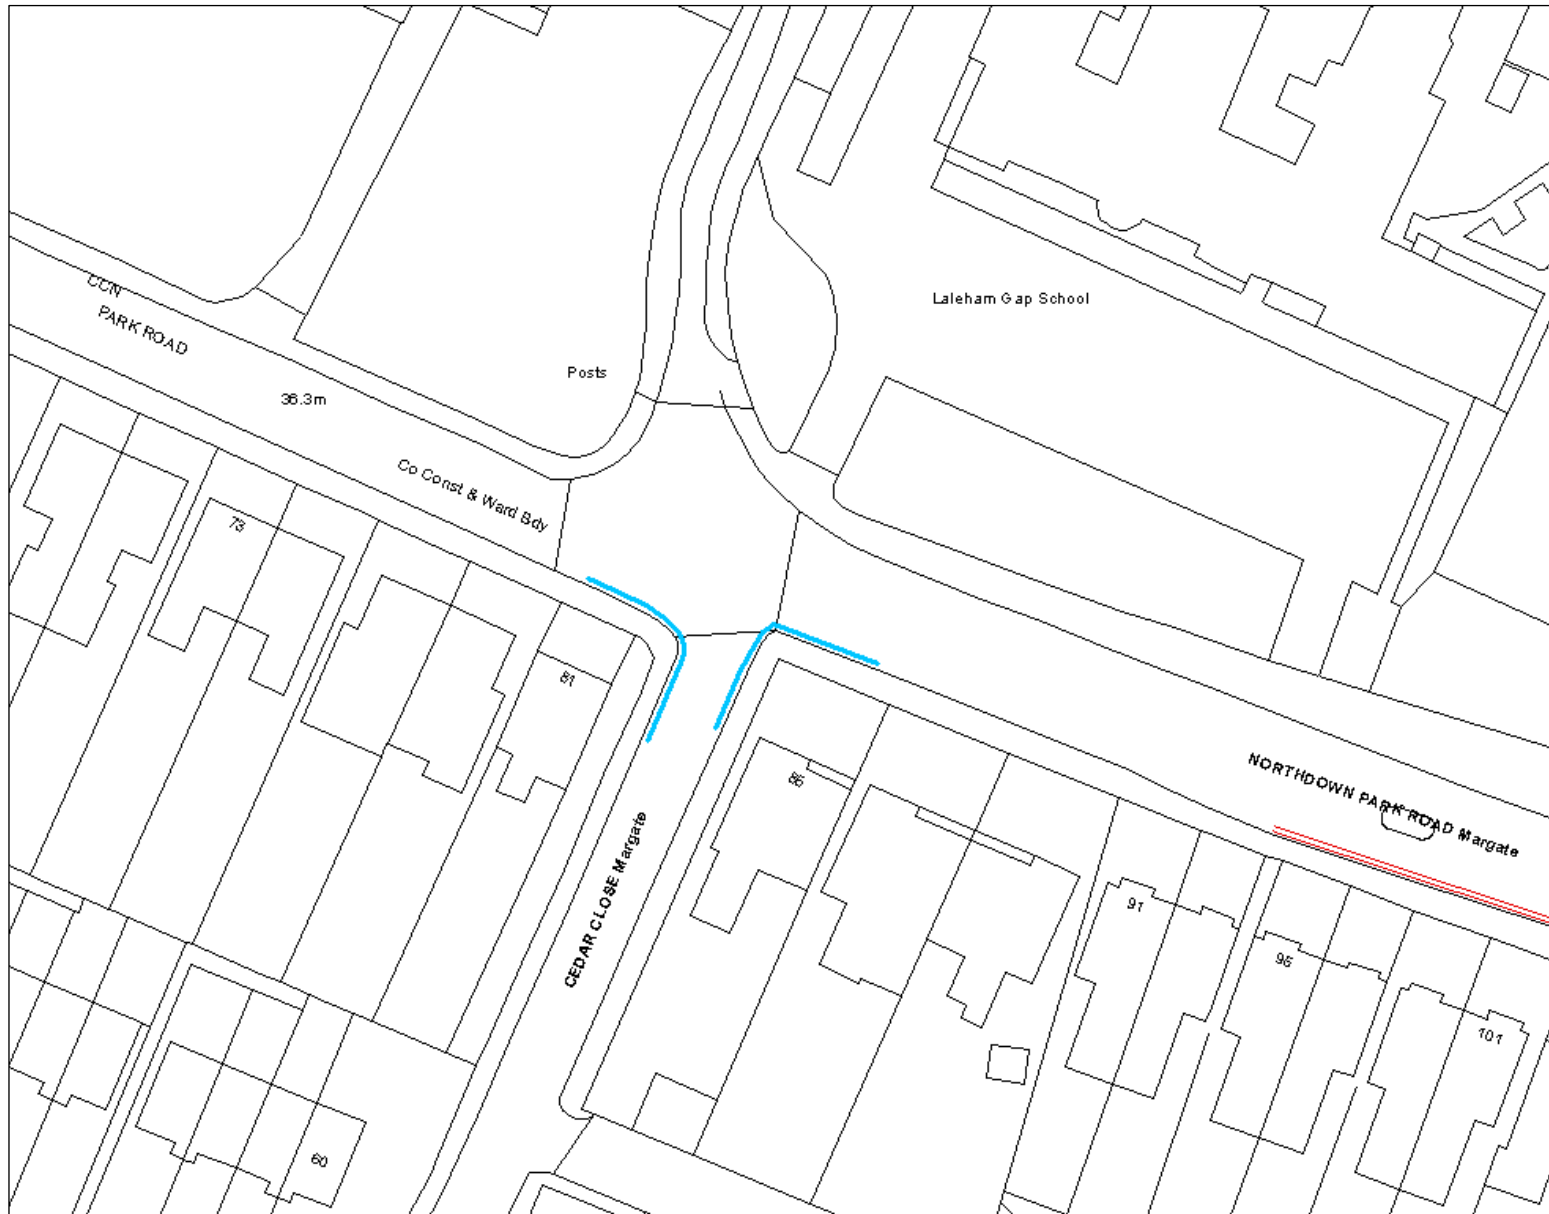 Laleham Gap School
CCN
PARK ROAD
Posts
36.3m
Co Const & Ward Bdy
73
81
85
NORTHDOWN PARK ROAD Margate
CEDAR CLOSE Margate
91
95
101
60